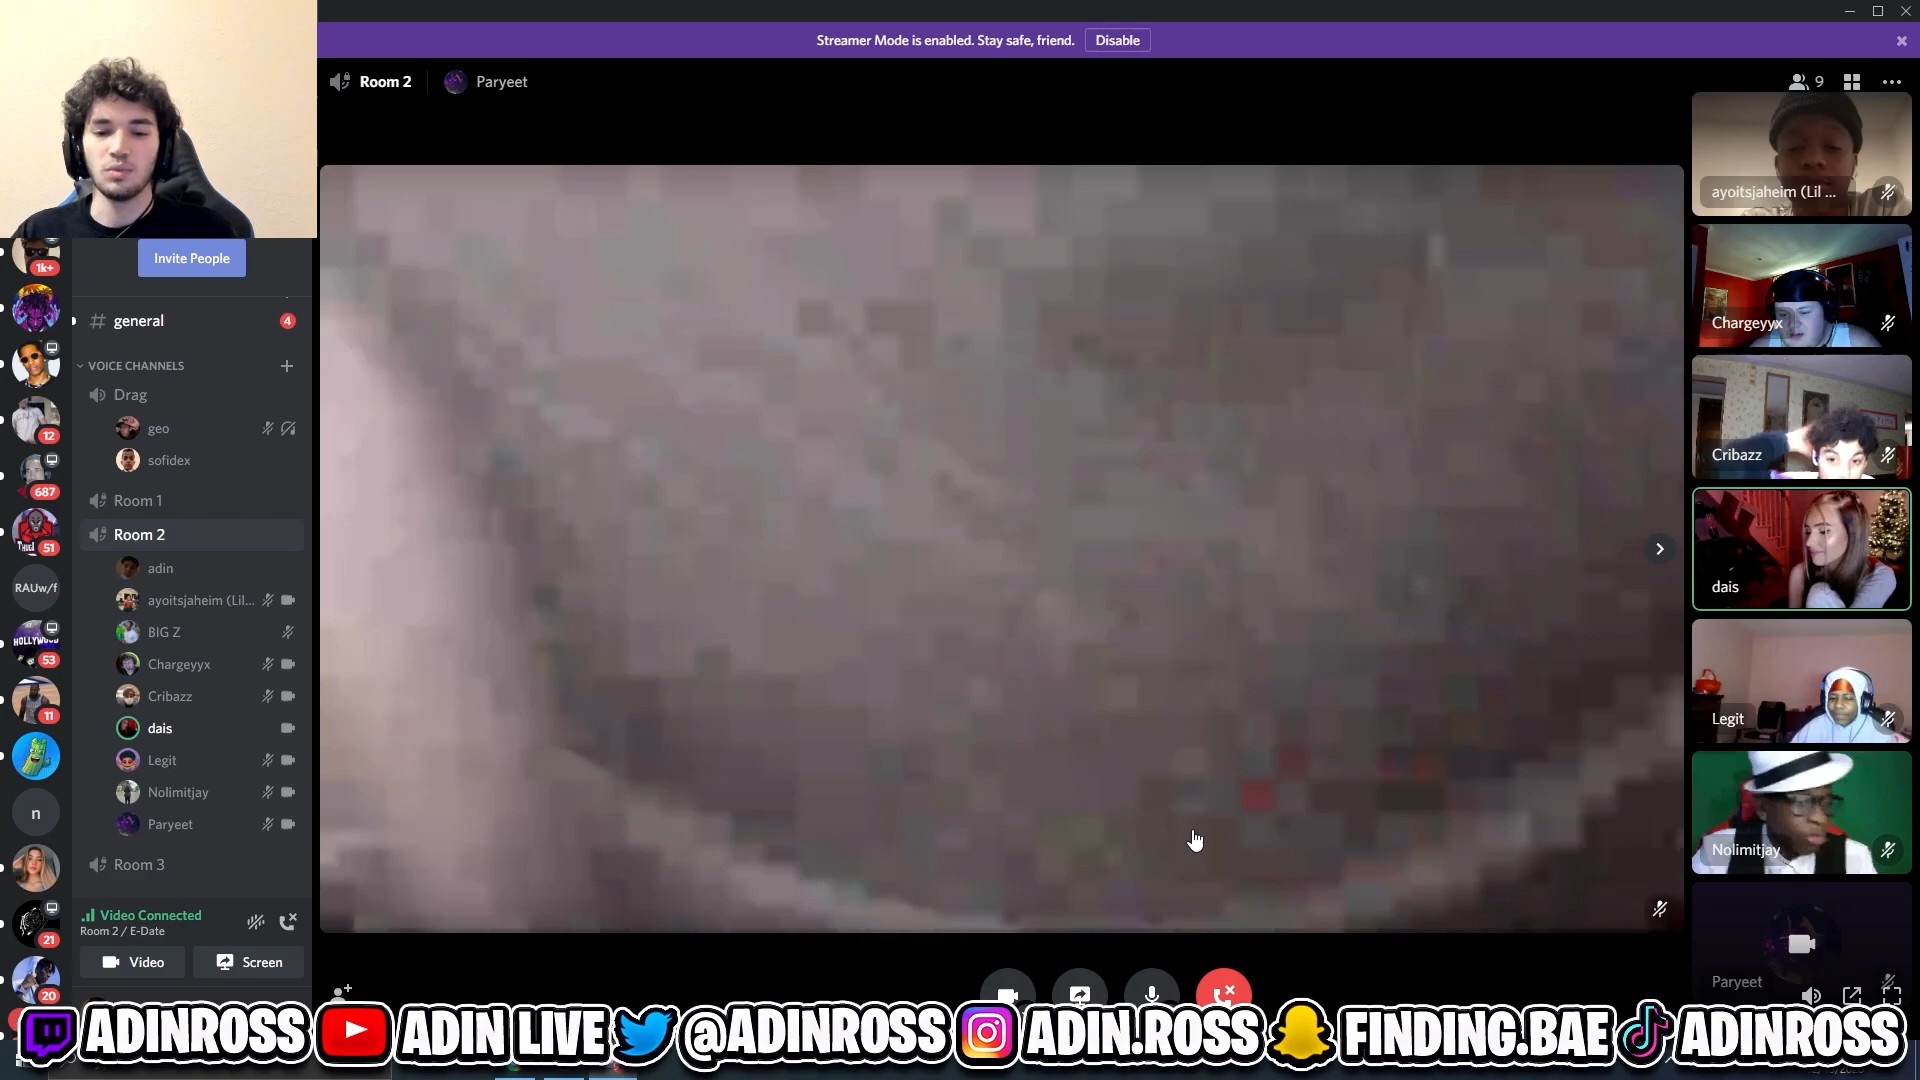 Streamer Mode is enabled. Stay safe, friend.
Disable
Room 2
Paryeet
9
Invite People
1k+
general
4
VOICE CHANNELS
Drag
geo
sofidex
Room 1
Room 2
adin
ayoitsjaheim (Lil...
BIG Z
Chargeyyx
Cribazz
dais
Legit
Nolimitjay
Paryeet
Room 3
Video Connected
Room 2 / E-Date
Video
Screen
12
687
THUGI
51
RAUw/f
HOLLYWOOD
53
11
n
21
20
ayoitsjaheim (Lil ...
Chargeyyx
Cribazz
dais
Legit
Nolimitjay
Paryeet
ADINROSS
ADIN LIVE
@ADINROSS
ADIN.ROSS
FINDING.BAE
ADINROSS